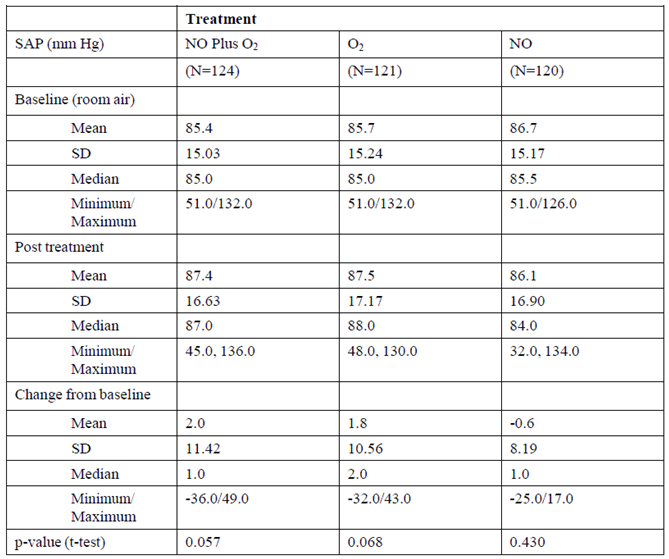 Treatment
SAP (mm Hg) NO Plus O₂ O₂ NO
(N=124) (N=121) (N=120)
Baseline (room air)
Mean 85.4 85.7 86.7
SD 15.03 15.24 15.17
Median 85.0 85.0 85.5
Minimum/ 51.0/132.0 51.0/132.0 51.0/126.0
Maximum
Post treatment
Mean 87.4 87.5 86.1
SD 16.63 17.17 16.90
Median 87.0 88.0 84.0
Minimum/ 45.0, 136.0 48.0, 130.0 32.0, 134.0
Maximum
Change from baseline
Mean 2.0 1.8 -0.6
SD 11.42 10.56 8.19
Median 1.0 2.0 1.0
Minimum/ -36.0/49.0 -32.0/43.0 -25.0/17.0
Maximum
p-value (t-test) 0.057 0.068 0.430